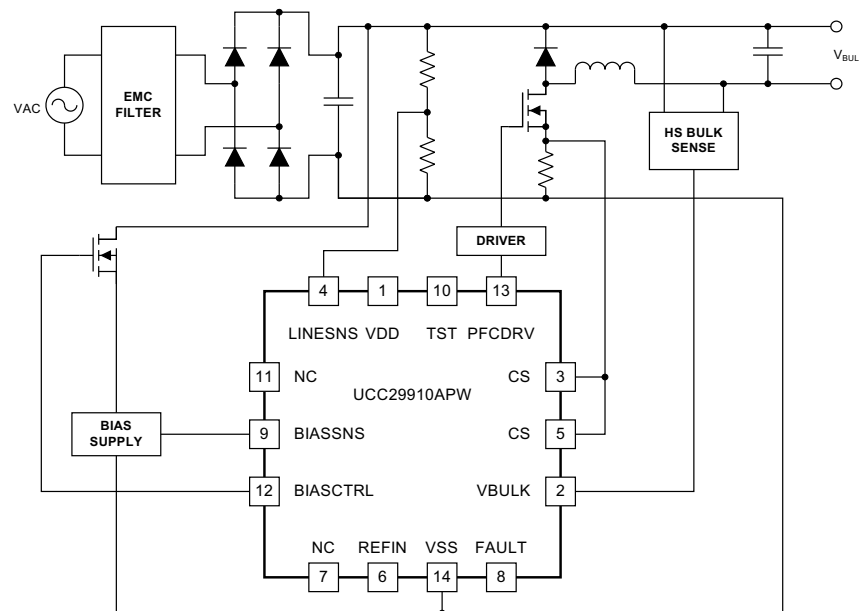 EMC
FILTER
VAC
VBUL
HS BULK
SENSE
DRIVER
4 1 10 13
LINESNS VDD TST PFCDRV
11 NC CS 3
UCC29910APW
BIAS
SUPPLY
9 BIASSNS CS 5
12 BIASCTRL VBULK 2
NC REFIN VSS FAULT
7 6 14 8